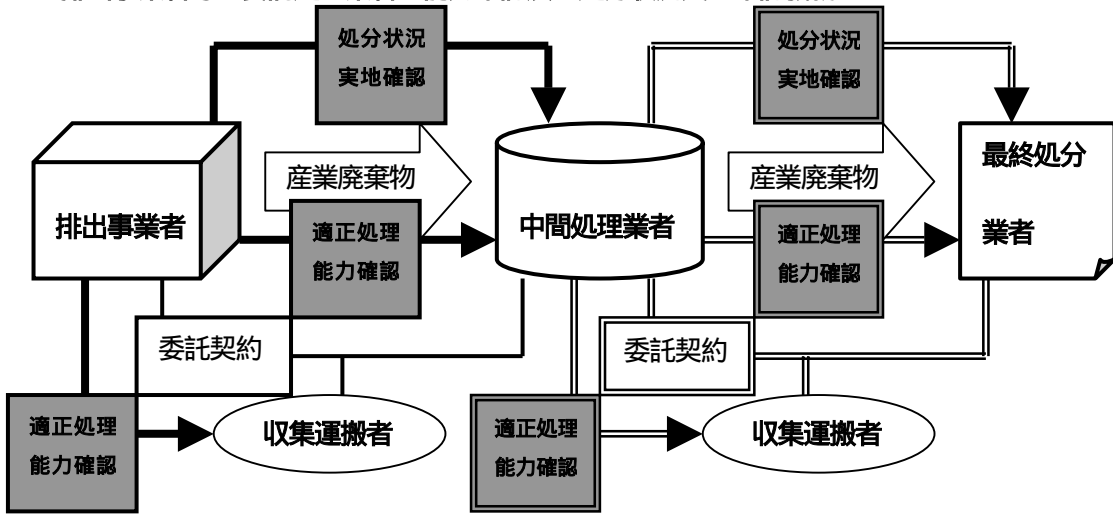 処分状況
実地確認
処分状況
実地確認
産業廃棄物
産業廃棄物
最終処分
業者
排出事業者
適正処理
能力確認
中間処理業者
適正処理
能力確認
委託契約
委託契約
適正処理
能力確認
収集運搬者
適正処理
能力確認
収集運搬者